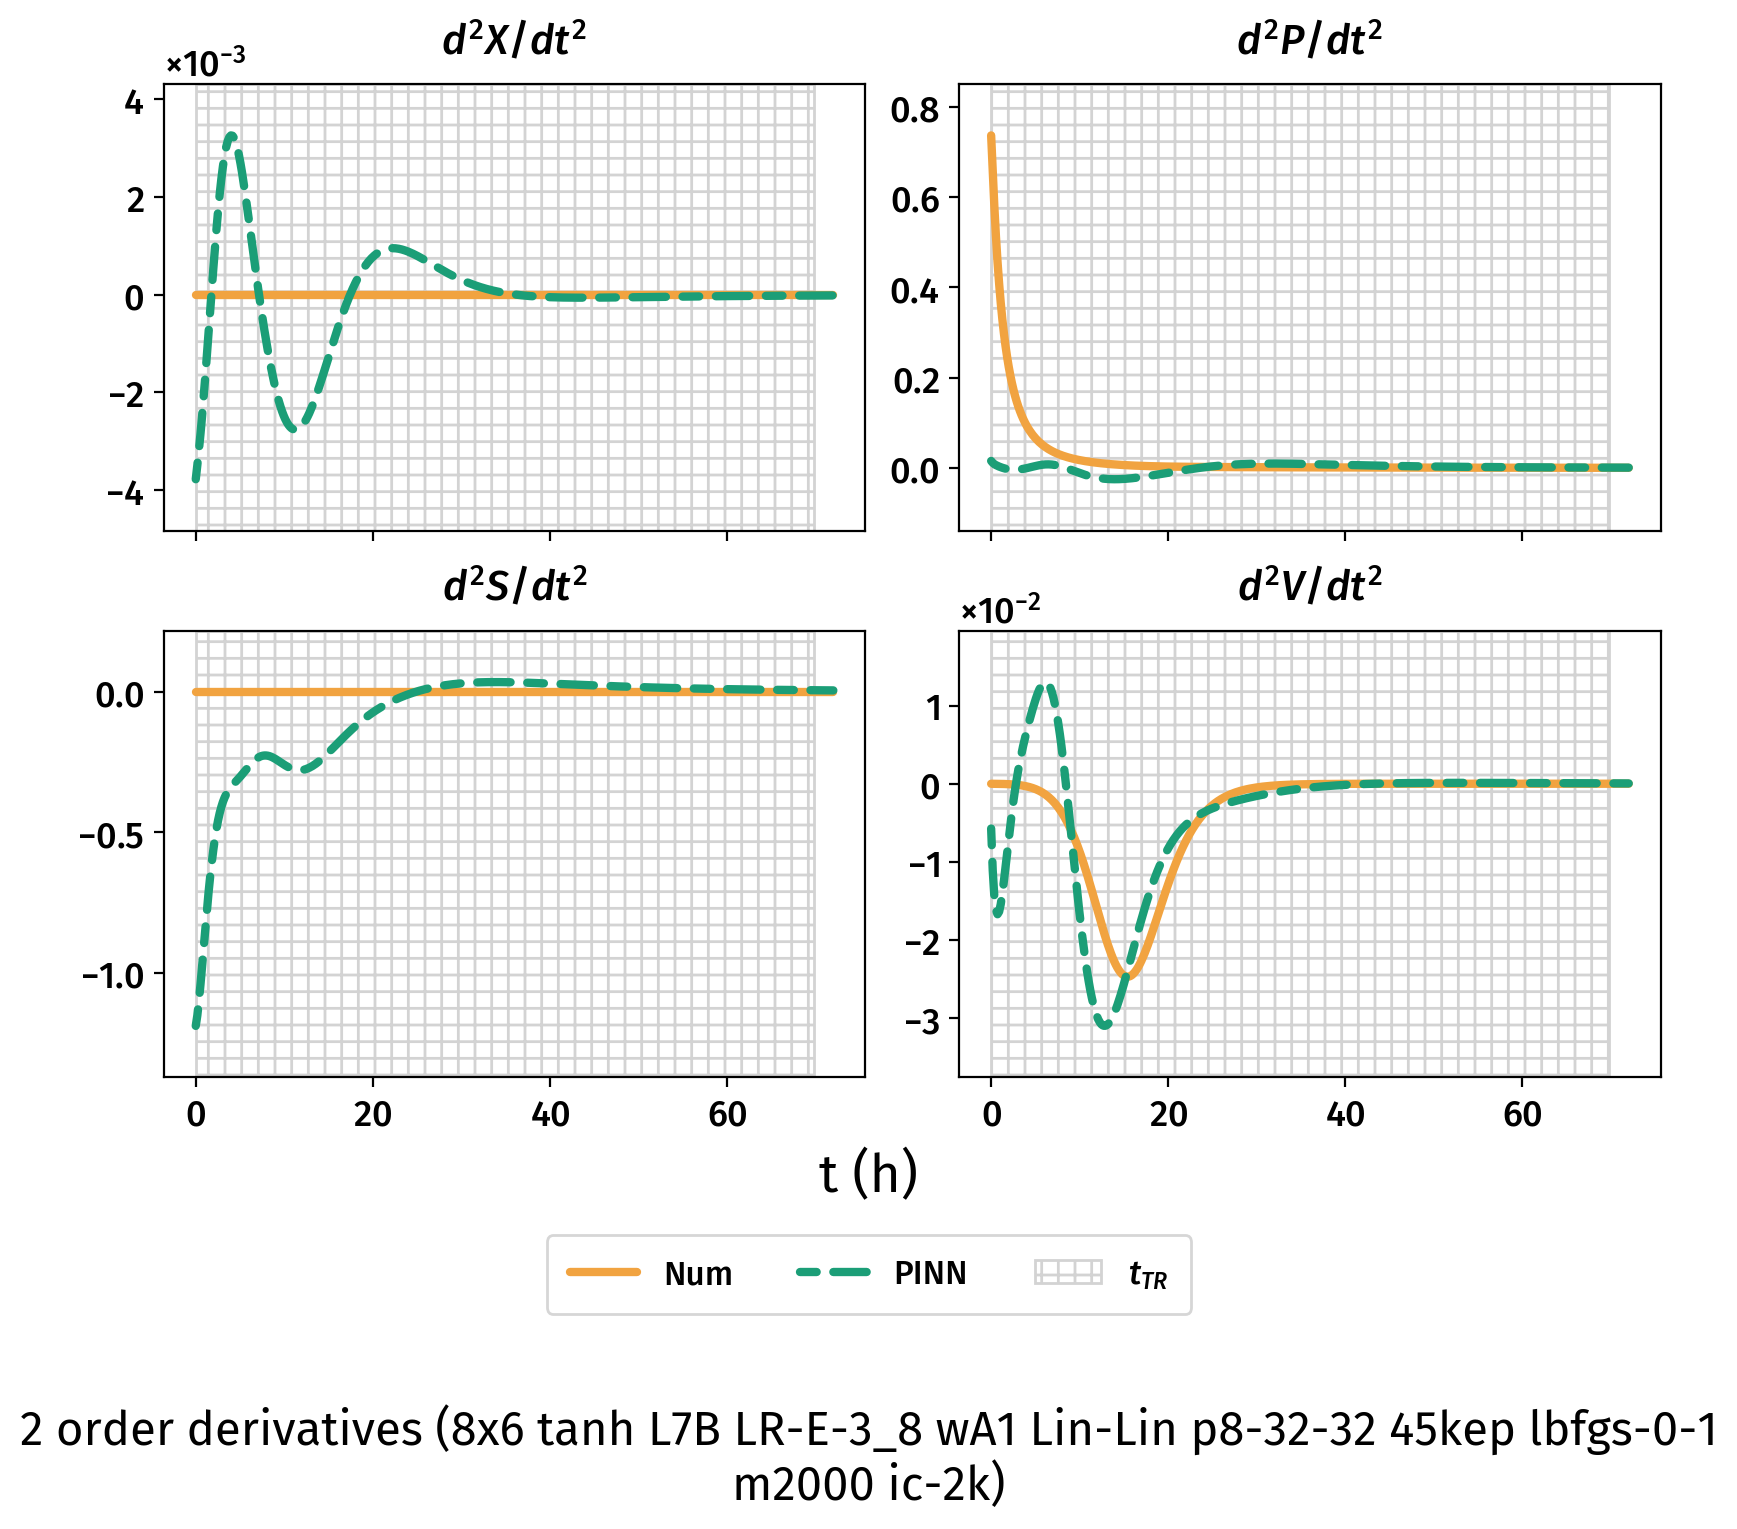 d²X/dt²
d²P/dt²
×10⁻³
4
2
0
−2
−4
0.8
0.6
0.4
0.2
0.0
d²S/dt²
d²V/dt²
×10⁻²
0.0
−0.5
−1.0
1
0
−1
−2
−3
0 20 40 60
0 20 40 60
t (h)
Num PINN t_TR
2 order derivatives (8x6 tanh L7B LR-E-3_8 wA1 Lin-Lin p8-32-32 45kep lbfgs-0-1
m2000 ic-2k)